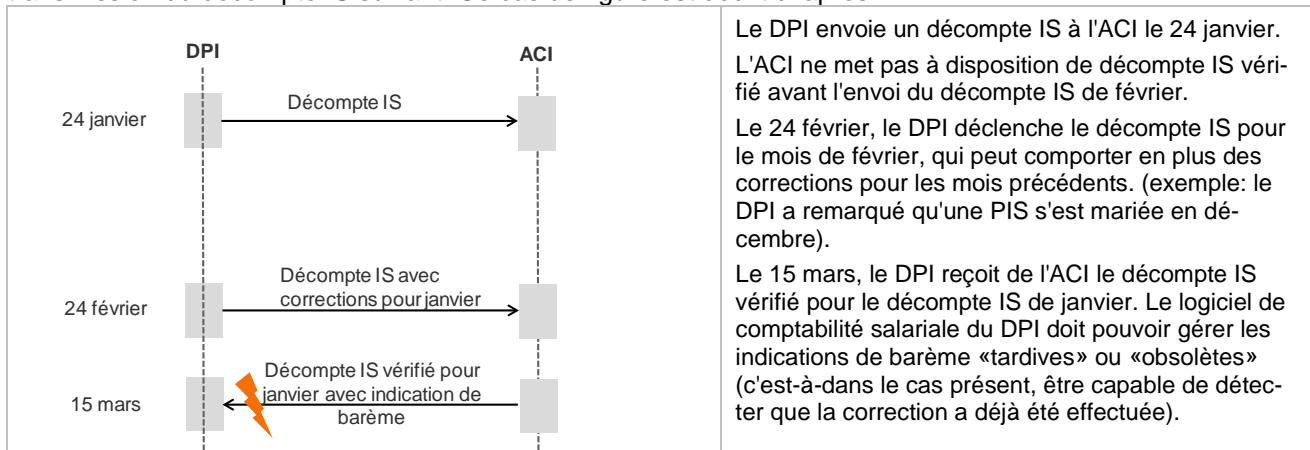 DPI
ACI
24 janvier
Décompte IS
24 février
Décompte IS avec
corrections pour janvier
15 mars
Décompte IS vérifié pour
janvier avec indication de
barème
Le DPI envoie un décompte IS à l'ACI le 24 janvier.
L'ACI ne met pas à disposition de décompte IS véri-
fié avant l'envoi du décompte IS de février.
Le 24 février, le DPI déclenche le décompte IS pour
le mois de février, qui peut comporter en plus des
corrections pour les mois précédents. (exemple: le
DPI a remarqué qu'une PIS s'est mariée en dé-
cembre).
Le 15 mars, le DPI reçoit de l'ACI le décompte IS
vérifié pour le décompte IS de janvier. Le logiciel de
comptabilité salariale du DPI doit pouvoir gérer les
indications de barème «tardives» ou «obsolètes»
(c'est-à-dans le cas présent, être capable de détec-
ter que la correction a déjà été effectuée).